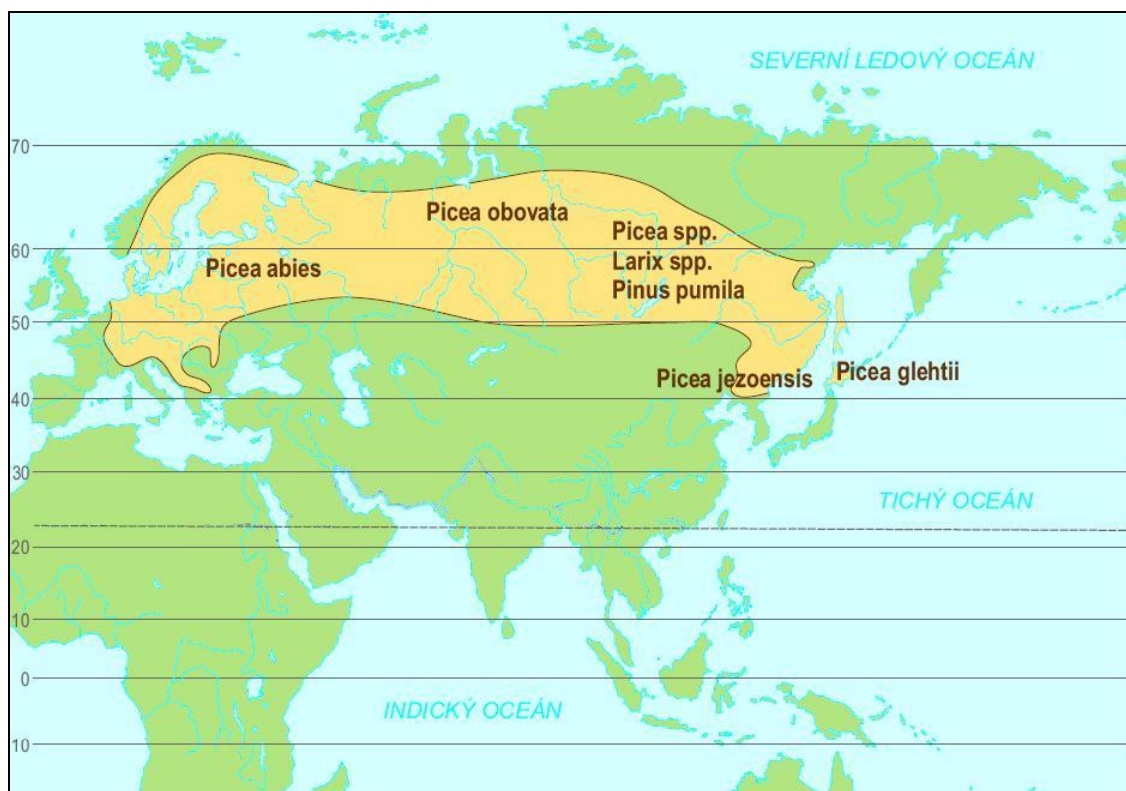 SEVERNÍ LEDOVÝ OCEÁN
70
Picea obovata
Picea spp.
60
Larix spp.
Picea abies
Pinus pumila
50
Picea jezoensis
Picea glehtii
40
30
TICHÝ OCEÁN
20
10
0
INDICKÝ OCEÁN
10